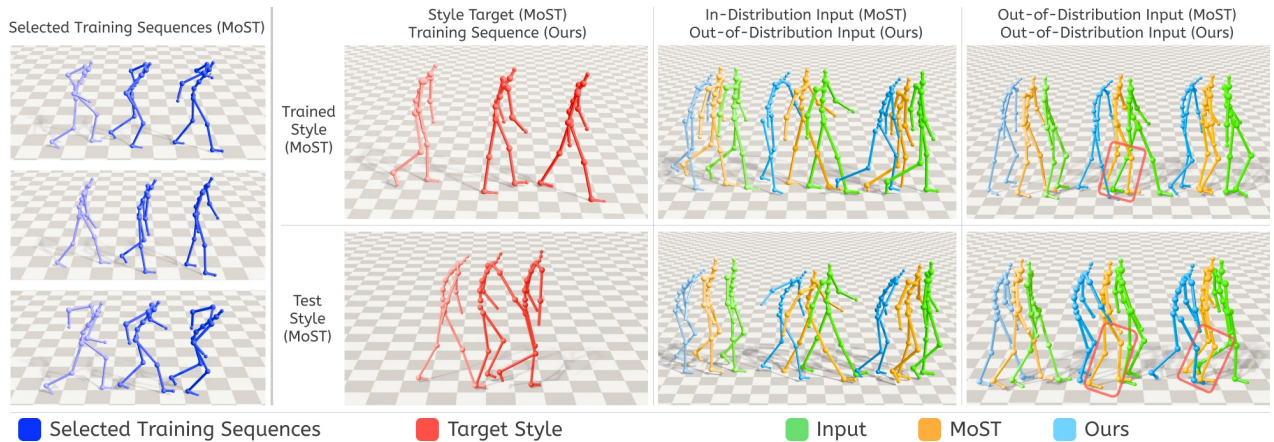 Selected Training Sequences (MoST)
Style Target (MoST)
Training Sequence (Ours)
In-Distribution Input (MoST)
Out-of-Distribution Input (Ours)
Out-of-Distribution Input (MoST)
Out-of-Distribution Input (Ours)
Trained
Style
(MoST)
Test
Style
(MoST)
Selected Training Sequences
Target Style
Input
MoST
Ours